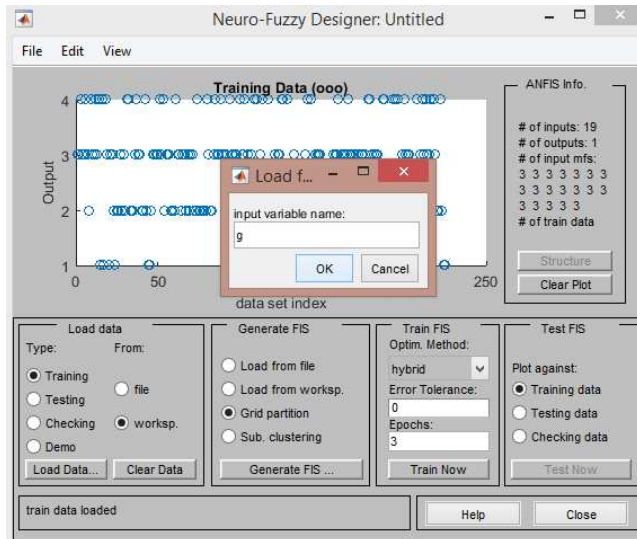 Neuro-Fuzzy Designer: Untitled
File Edit View
Training Data (ooo)
4
3
2
1
Output
0 50 250
data set index
ANFIS Info.
# of inputs: 19
# of outputs: 1
# of input mfs:
3 3 3 3 3 3 3
3 3 3 3 3 3 3
3 3 3 3 3
# of train data
Structure
Clear Plot
Load f...
input variable name:
g
OK Cancel
Load data
Type: From:
Training
Testing
Checking
Demo
file
worksp.
Load Data... Clear Data
Generate FIS
Load from file
Load from worksp.
Grid partition
Sub. clustering
Generate FIS ...
Train FIS
Optim. Method:
hybrid
Error Tolerance:
0
Epochs:
3
Train Now
Test FIS
Plot against:
Training data
Testing data
Checking data
Test Now
train data loaded
Help Close